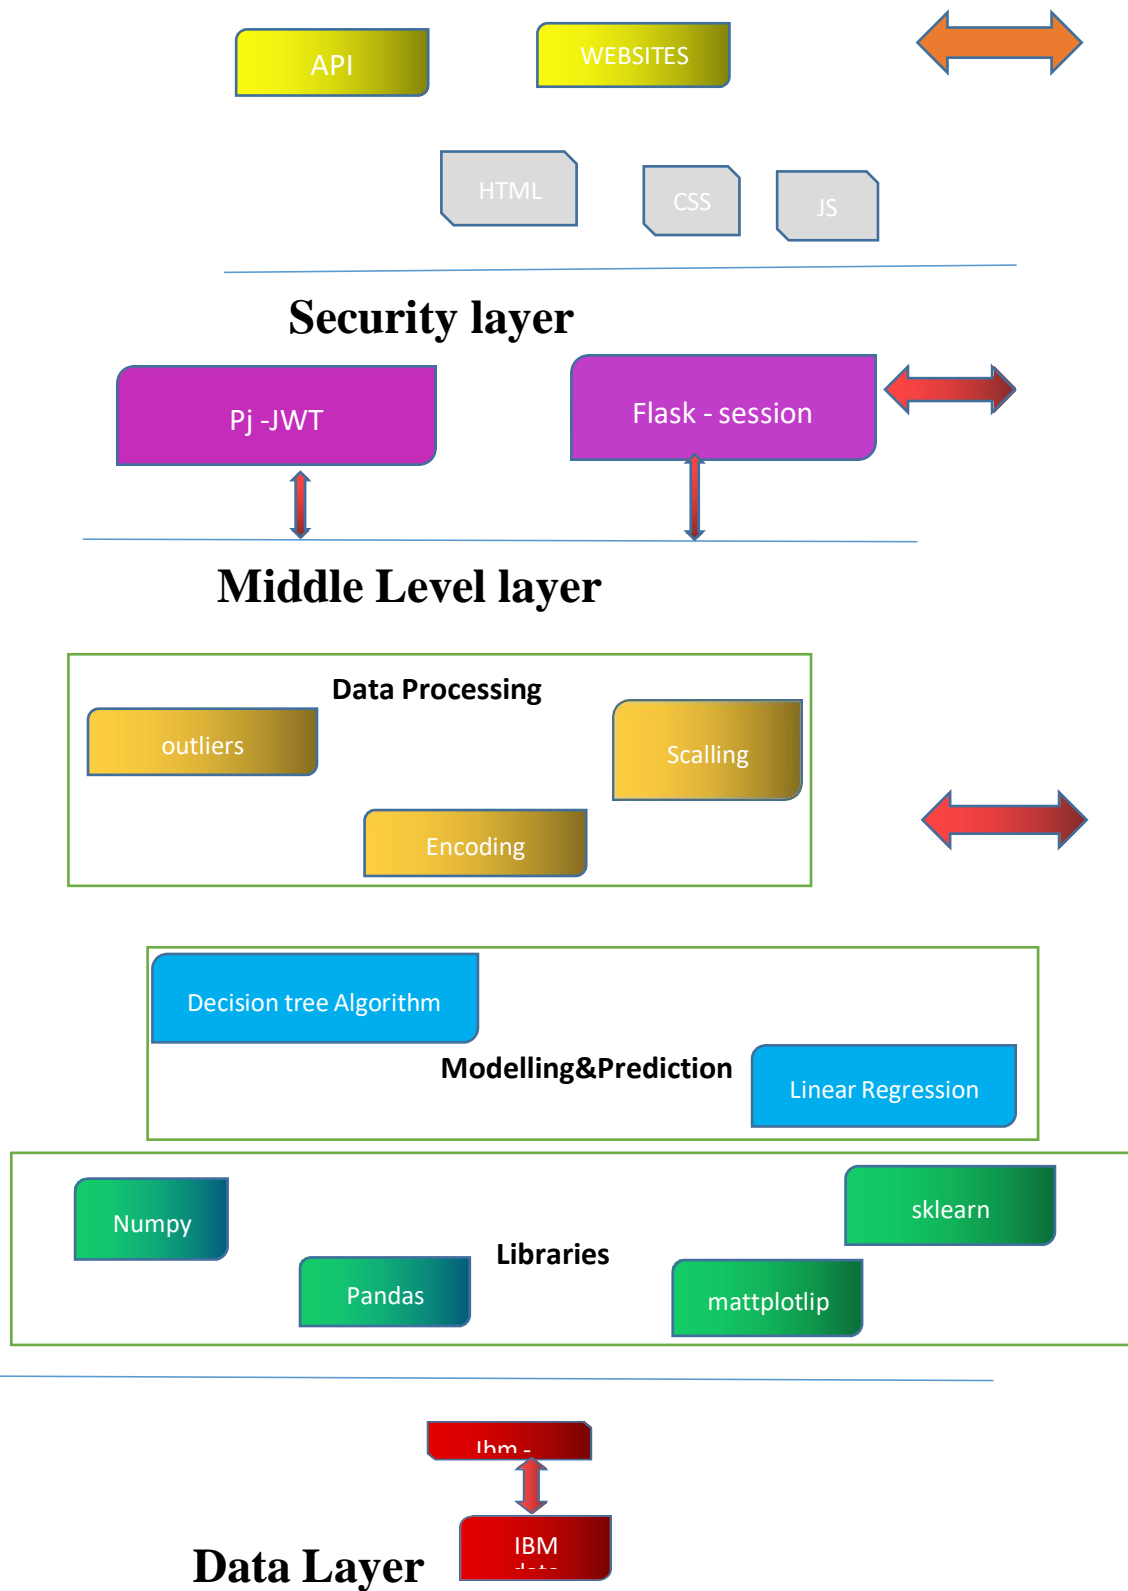 API
WEBSITES
HTML
CSS
JS
Security layer
Pj -JWT
Flask - session
Middle Level layer
Data Processing
outliers
Scalling
Encoding
Decision tree Algorithm
Modelling&Prediction
Linear Regression
Numpy
sklearn
Libraries
Pandas
mattplotlip
Ibm -
IBM
Data Layer